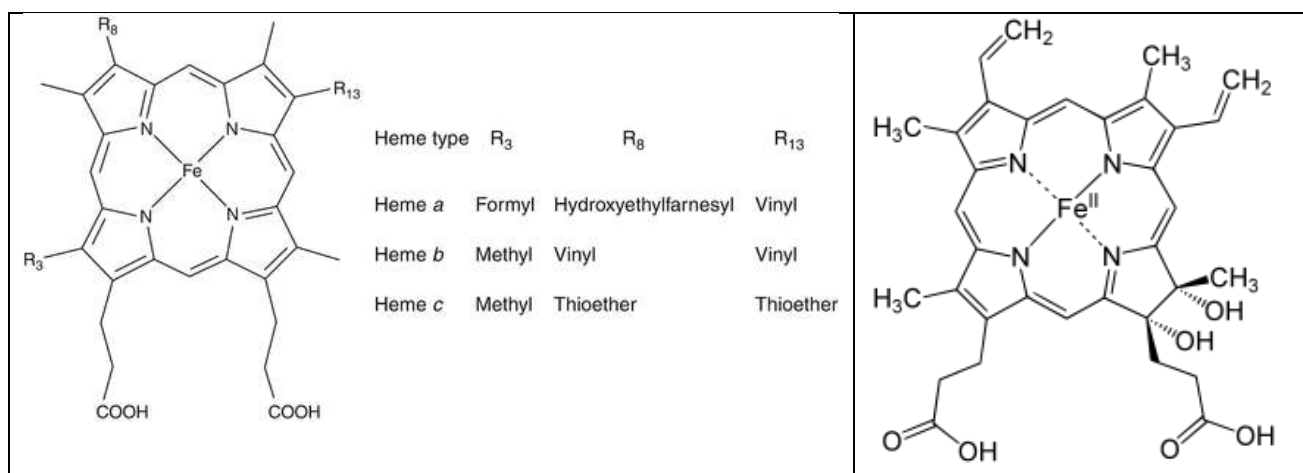 R8
R13
N
N
Fe
N
N
R3
COOH
COOH
Heme type R3 R8 R13
Heme a Formyl Hydroxyethylfarnesyl Vinyl
Heme b Methyl Vinyl Vinyl
Heme c Methyl Thioether Thioether
CH2
CH3
CH2
H3C
N
N
FeII
N
N
H3C
CH3
OH
OH
O
OH
O
OH